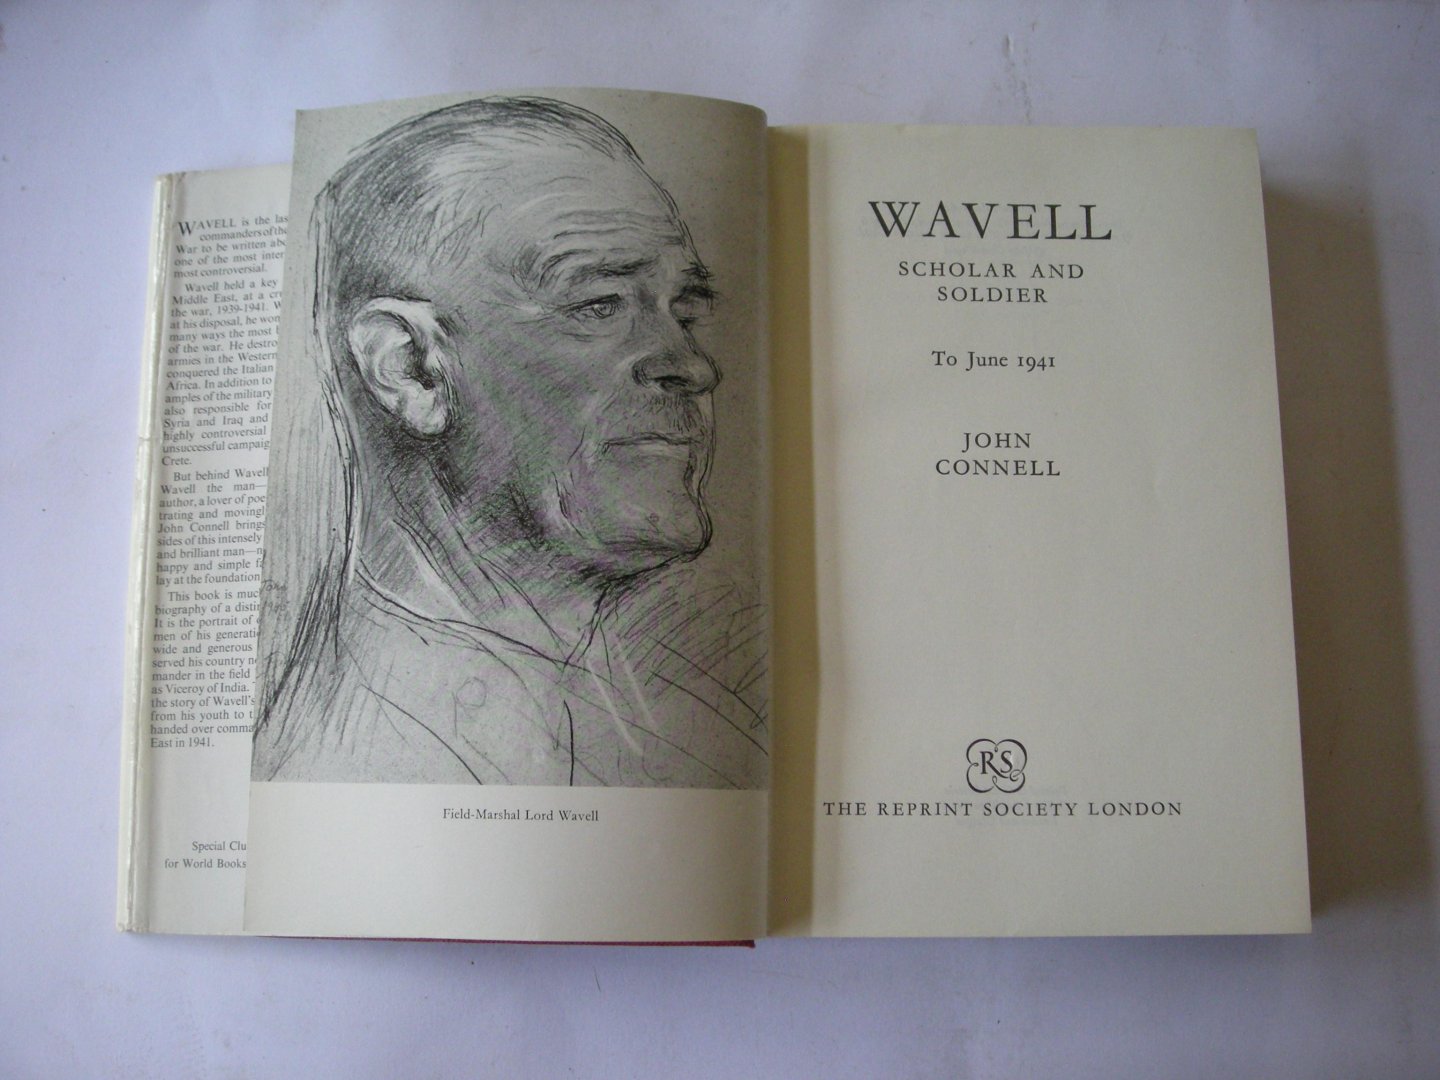 WAVELL is the las
commanders of the
War to be written abo
one of the most inter
most controversial.
Wavell held a key
Middle East, at a cr
the war, 1939-1941. W
at his disposal, he won
many ways the most b
of the war. He destro
armies in the Western
conquered the Italian
Africa. In addition to
amples of the military
also responsible for
Syria and Iraq and
highly controversial
unsuccessful campaig
Crete.
But behind Wavell
Wavell the man—
author, a lover of poe
trating and movingl
John Connell brings
sides of this intensely
and brilliant man—
happy and simple f
lay at the foundation
This book is muc
biography of a disti
It is the portrait of
men of his generati
wide and generous
served his country n
mander in the field
as Viceroy of India.
the story of Wavell's
from his youth to t
handed over comma
East in 1941.
Special Clu
for World Books
Field-Marshal Lord Wavell
WAVELL
SCHOLAR AND
SOLDIER
To June 1941
JOHN
CONNELL
RS
THE REPRINT SOCIETY LONDON